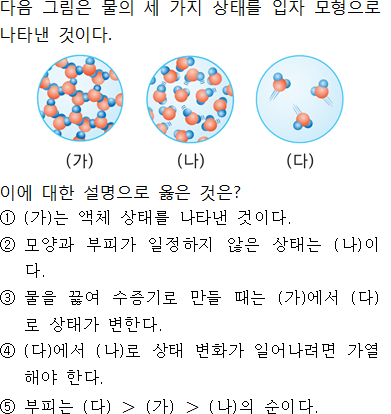 다음 그림은 물의 세 가지 상태를 입자 모형으로
나타낸 것이다.
(가) (나) (다)
이에 대한 설명으로 옳은 것은?
① (가)는 액체 상태를 나타낸 것이다.
② 모양과 부피가 일정하지 않은 상태는 (나)이
다.
③ 물을 끓여 수증기로 만들 때는 (가)에서 (다)
로 상태가 변한다.
④ (다)에서 (나)로 상태 변화가 일어나려면 가열
해야 한다.
⑤ 부피는 (다) > (가) > (나)의 순이다.